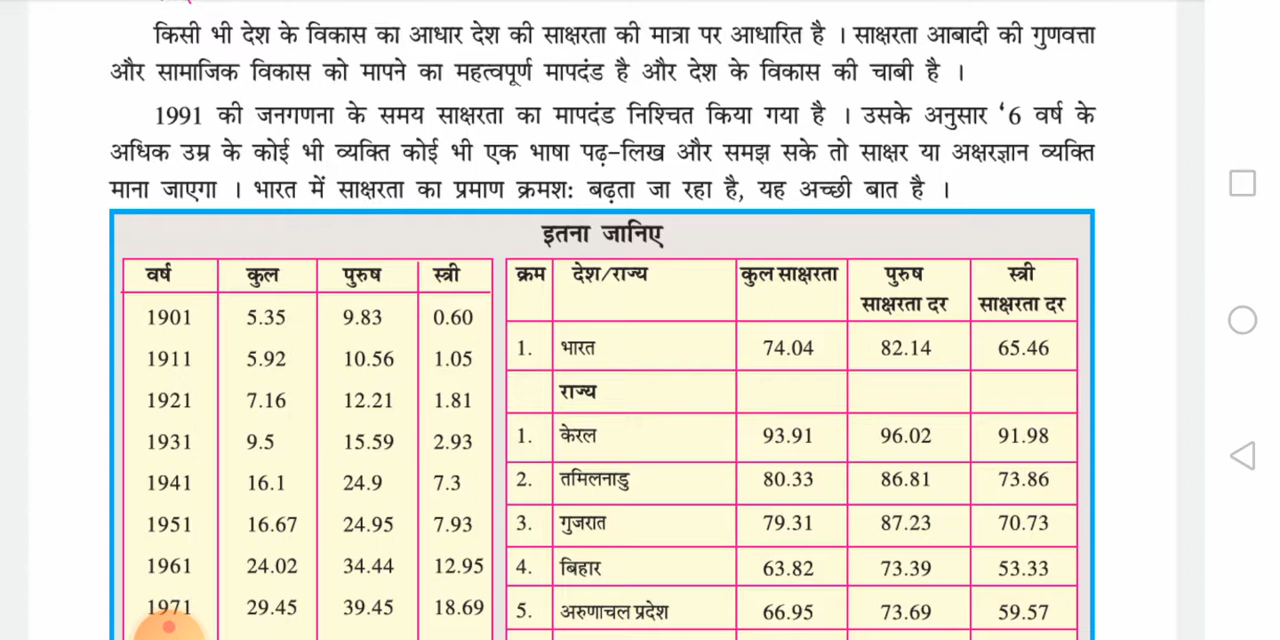 किसी भी देश के विकास का आधार देश की साक्षरता की मात्रा पर आधारित है । साक्षरता आबादी की गुणवत्ता
और सामाजिक विकास को मापने का महत्वपूर्ण मापदंड है और देश के विकास की चाबी है ।
1991 की जनगणना के समय साक्षरता का मापदंड निश्चित किया गया है । उसके अनुसार ‘6 वर्ष के
अधिक उम्र के कोई भी व्यक्ति कोई भी एक भाषा पढ़-लिख और समझ सके तो साक्षर या अक्षरज्ञान व्यक्ति
माना जाएगा । भारत में साक्षरता का प्रमाण क्रमशः बढ़ता जा रहा है, यह अच्छी बात है ।
इतना जानिए
वर्ष कुल पुरुष स्त्री
1901 5.35 9.83 0.60
1911 5.92 10.56 1.05
1921 7.16 12.21 1.81
1931 9.5 15.59 2.93
1941 16.1 24.9 7.3
1951 16.67 24.95 7.93
1961 24.02 34.44 12.95
1971 29.45 39.45 18.69
क्रम देश/राज्य कुल साक्षरता पुरुष साक्षरता दर स्त्री साक्षरता दर
1. भारत 74.04 82.14 65.46
राज्य
1. केरल 93.91 96.02 91.98
2. तमिलनाडु 80.33 86.81 73.86
3. गुजरात 79.31 87.23 70.73
4. बिहार 63.82 73.39 53.33
5. अरुणाचल प्रदेश 66.95 73.69 59.57